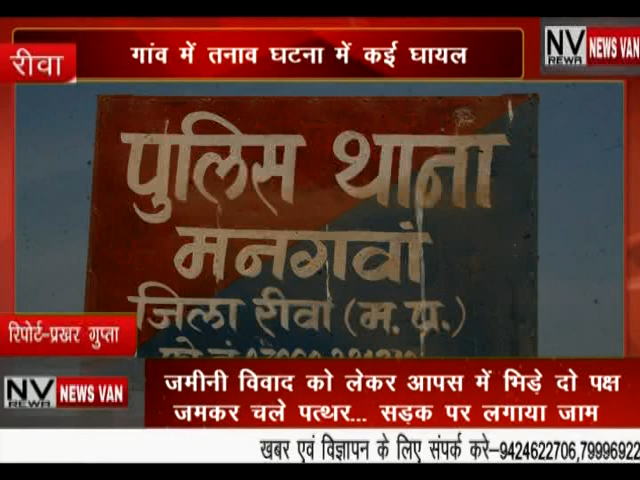 रीवा
गांव में तनाव घटना में कई घायल
NV
REWA
NEWS VAN
पुलिस थाना
मनगवां
जिला रीवा (म.प्र.)
रिपोर्ट-प्रखर गुप्ता
NV
REWA
NEWS VAN
जमीनी विवाद को लेकर आपस में भिड़े दो पक्ष
जमकर चले पत्थर... सड़क पर लगाया जाम
खबर एवं विज्ञापन के लिए संपर्क करे-9424622706,79996922